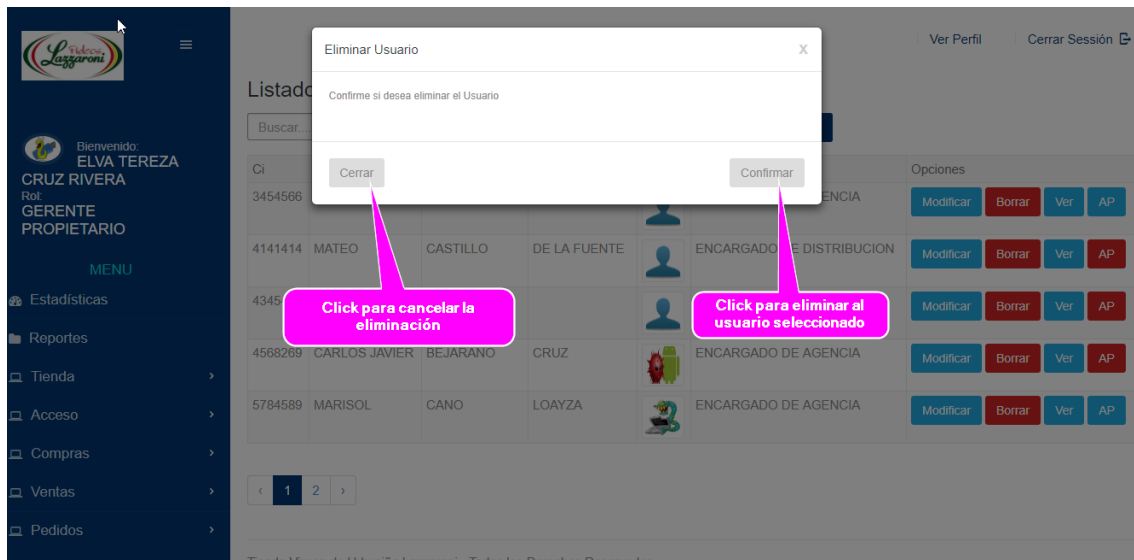 Fideos
Lazzaroni
Eliminar Usuario
X
Ver Perfil
Cerrar Sessión
Listado
Confirme si desea eliminar el Usuario
Buscar...
Bienvenido:
ELVA TEREZA
CRUZ RIVERA
Rol:
GERENTE
PROPIETARIO
MENU
Estadísticas
Reportes
Tienda
Acceso
Compras
Ventas
Pedidos
Cerrar
Confirmar
Ci
Opciones
3454566
Modificar Borrar Ver AP
4141414 MATEO CASTILLO DE LA FUENTE ENCARGADO DE DISTRIBUCION Modificar Borrar Ver AP
4345
Modificar Borrar Ver AP
Click para cancelar la
eliminación
Click para eliminar al
usuario seleccionado
4568269 CARLOS JAVIER BEJARANO CRUZ ENCARGADO DE AGENCIA Modificar Borrar Ver AP
5784589 MARISOL CANO LOAYZA ENCARGADO DE AGENCIA Modificar Borrar Ver AP
‹ 1 2 ›